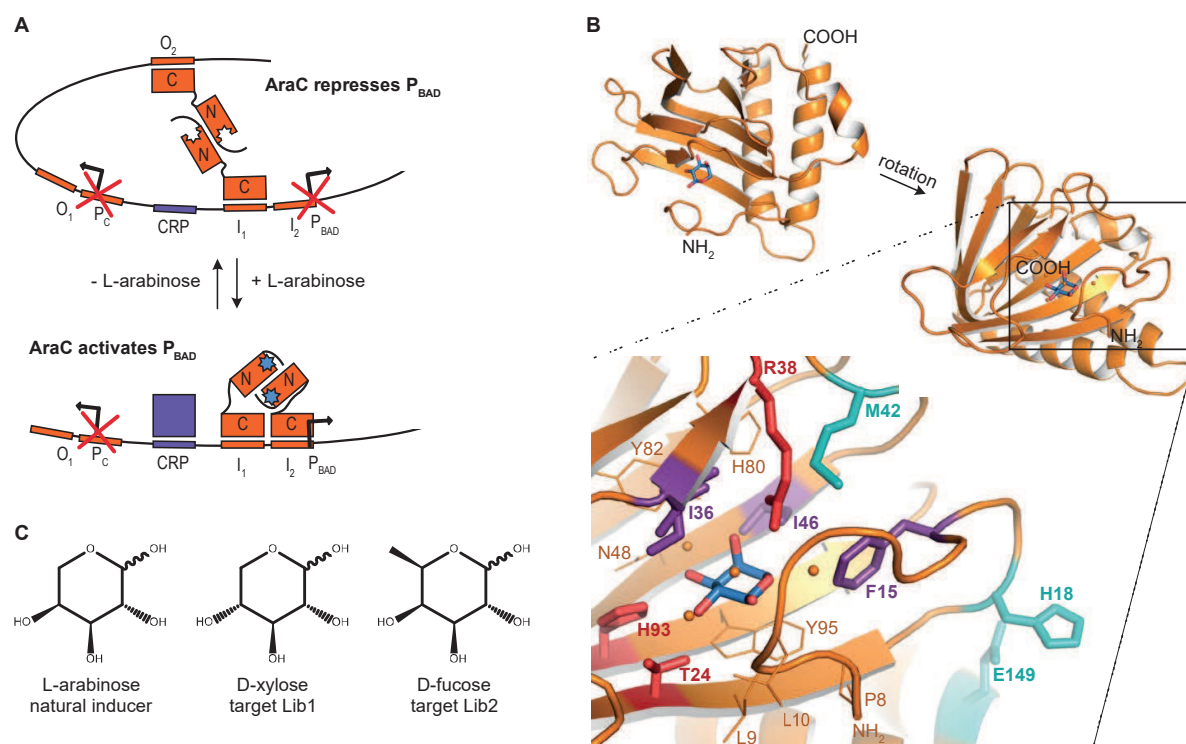 A
O2
C
AraC represses PBAD
N
N
C
O1
PC
CRP
I1
I2
PBAD
- L-arabinose
+ L-arabinose
AraC activates PBAD
N
N
C
C
O1
PC
CRP
I1
I2
PBAD
B
COOH
NH2
rotation
COOH
NH2
R38
M42
Y82
H80
I36
I46
N48
F15
H18
H93
Y95
T24
E149
P8
L10
NH2
L9
C
O
OH
HO
OH
OH
L-arabinose
natural inducer
O
OH
HO
OH
OH
D-xylose
target Lib1
O
OH
HO
OH
OH
D-fucose
target Lib2